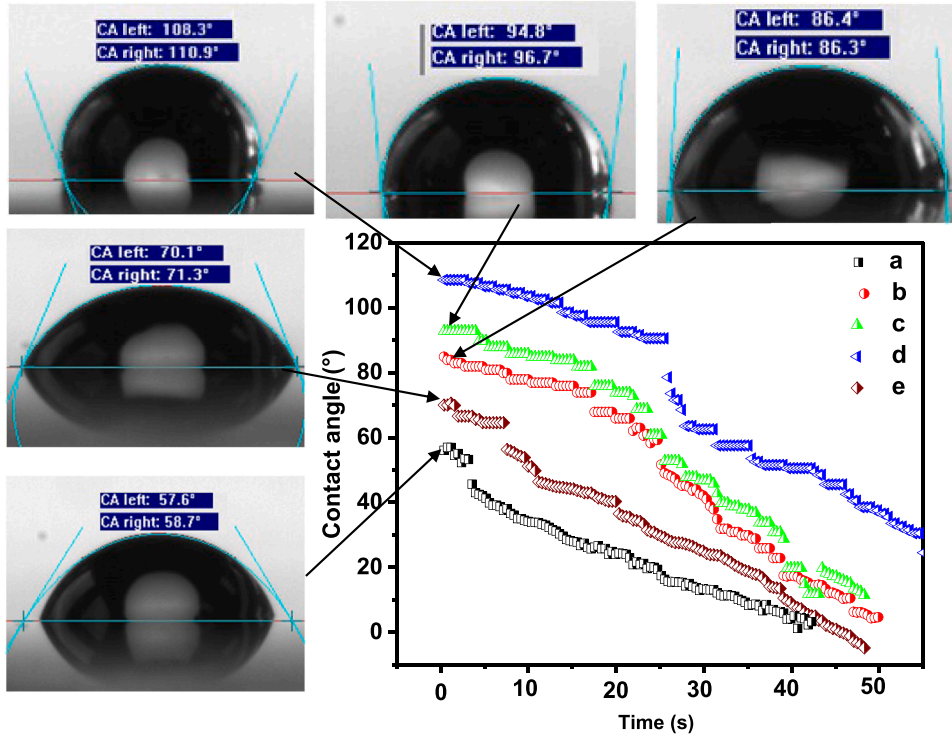 CA left: 108.3°
CA right: 110.9°
CA left: 94.8°
CA right: 96.7°
CA left: 86.4°
CA right: 86.3°
CA left: 70.1°
CA right: 71.3°
CA left: 57.6°
CA right: 58.7°
120
100
80
60
40
20
0
Contact angle (°)
a
b
c
d
e
0 10 20 30 40 50
Time (s)